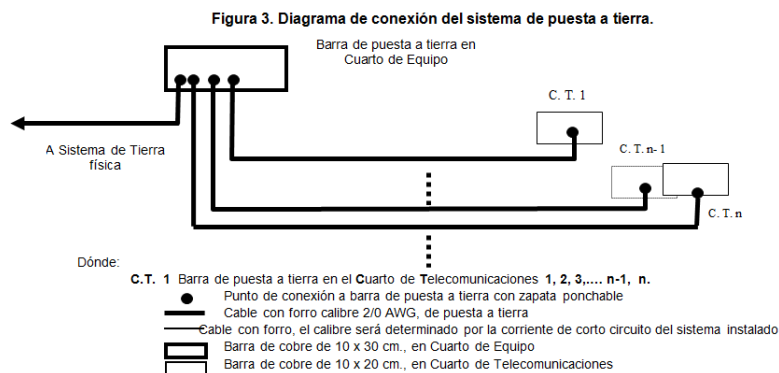 Figura 3. Diagrama de conexión del sistema de puesta a tierra.
Barra de puesta a tierra en
Cuarto de Equipo
C. T. 1
A Sistema de Tierra
física
C. T. n- 1
C. T. n
Dónde:
C.T. 1 Barra de puesta a tierra en el Cuarto de Telecomunicaciones 1, 2, 3,.... n-1, n.
Punto de conexión a barra de puesta a tierra con zapata ponchable
Cable con forro calibre 2/0 AWG, de puesta a tierra
Cable con forro, el calibre será determinado por la corriente de corto circuito del sistema instalado
Barra de cobre de 10 x 30 cm., en Cuarto de Equipo
Barra de cobre de 10 x 20 cm., en Cuarto de Telecomunicaciones